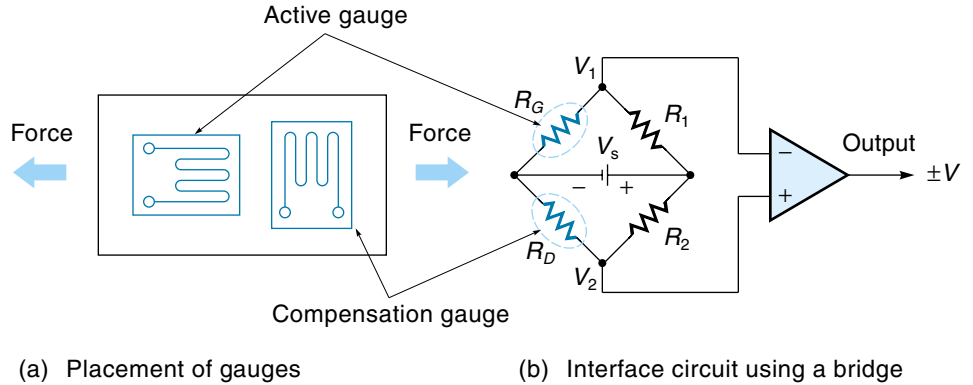 Active gauge
Force
Force
Compensation gauge
(a) Placement of gauges
V1
RG
R1
Vs
− +
RD
R2
V2
−
+
Output
±V
(b) Interface circuit using a bridge